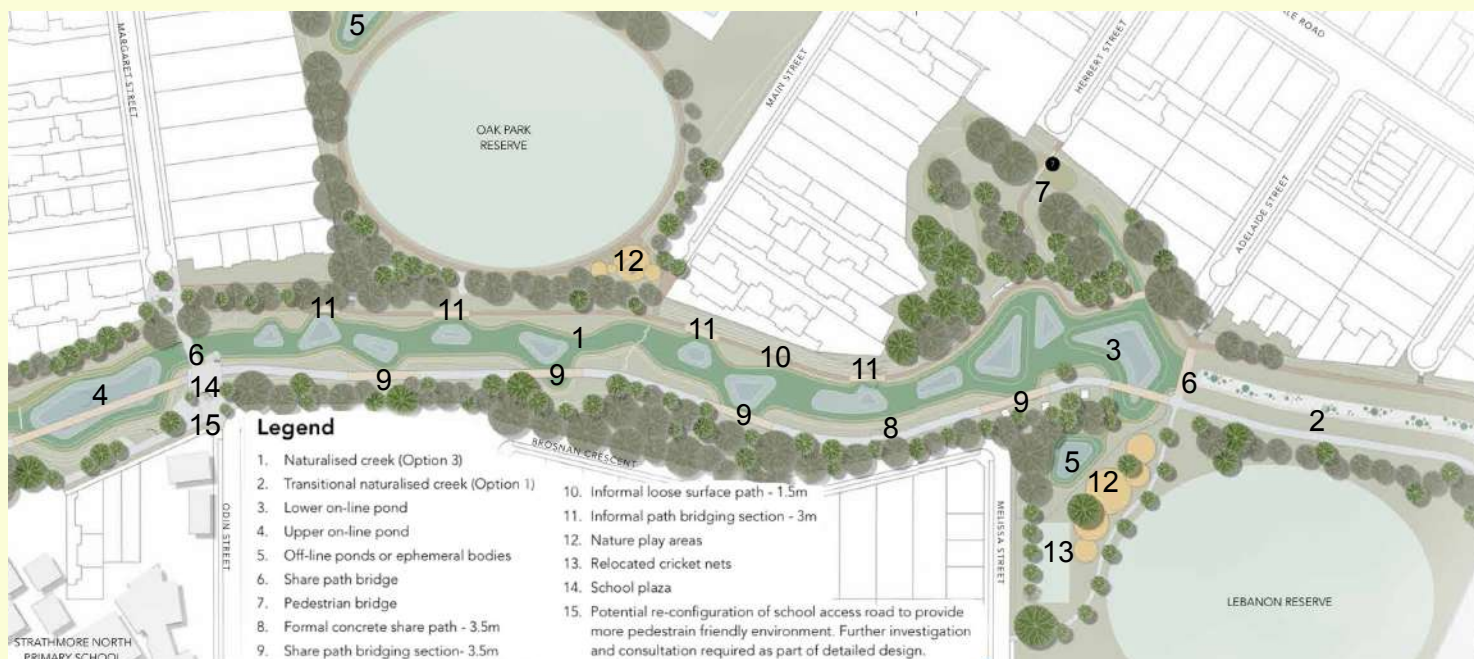 5
MARGARET STREET
OAK PARK
RESERVE
MAIN STREET
HERBERT STREET
ROAD
ADELAIDE STREET
7
7
12
11
11
1
11
10
11
3
6
6
4
14
15
9
9
9
9
8
2
5
12
13
BROSNAN CRESCENT
ODIN STREET
MELISSA STREET
LEBANON RESERVE
STRATHMORE NORTH
PRIMARY SCHOOL
Legend
1. Naturalised creek (Option 3)
2. Transitional naturalised creek (Option 1)
3. Lower on-line pond
4. Upper on-line pond
5. Off-line ponds or ephemeral bodies
6. Share path bridge
7. Pedestrian bridge
8. Formal concrete share path - 3.5m
9. Share path bridging section- 3.5m
10. Informal loose surface path - 1.5m
11. Informal path bridging section - 3m
12. Nature play areas
13. Relocated cricket nets
14. School plaza
15. Potential re-configuration of school access road to provide
more pedestrain friendly environment. Further investigation
and consultation required as part of detailed design.